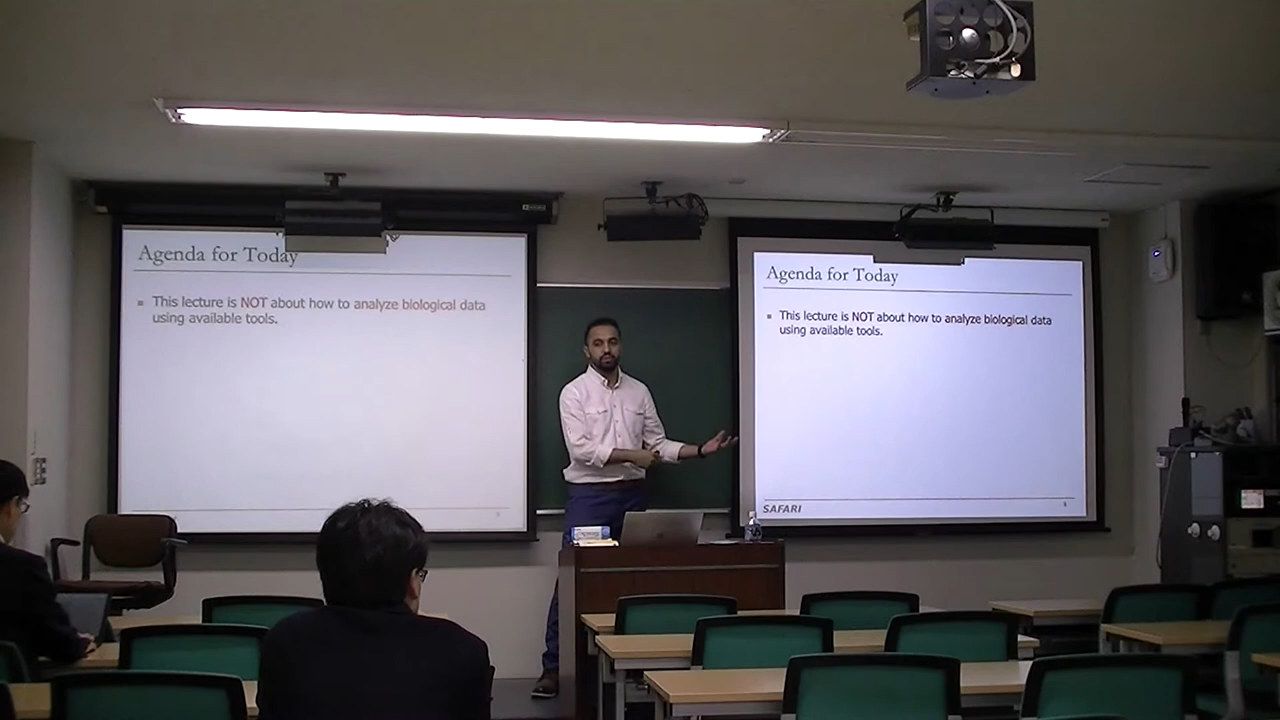 Agenda for Today
This lecture is NOT about how to analyze biological data
using available tools.
Agenda for Today
This lecture is NOT about how to analyze biological data
using available tools.
SAFARI